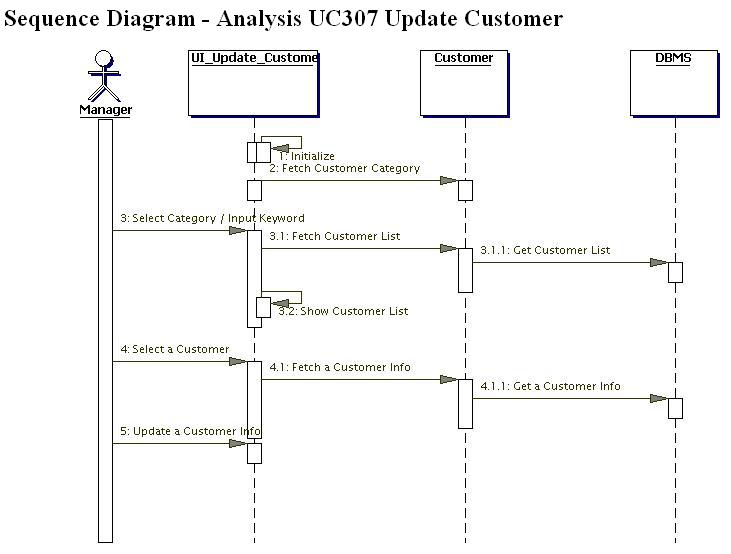 Sequence Diagram - Analysis UC307 Update Customer
Manager
UI_Update_Custome
Customer
DBMS
1: Initialize
2: Fetch Customer Category
3: Select Category / Input Keyword
3.1: Fetch Customer List
3.1.1: Get Customer List
3.2: Show Customer List
4: Select a Customer
4.1: Fetch a Customer Info
4.1.1: Get a Customer Info
5: Update a Customer Info